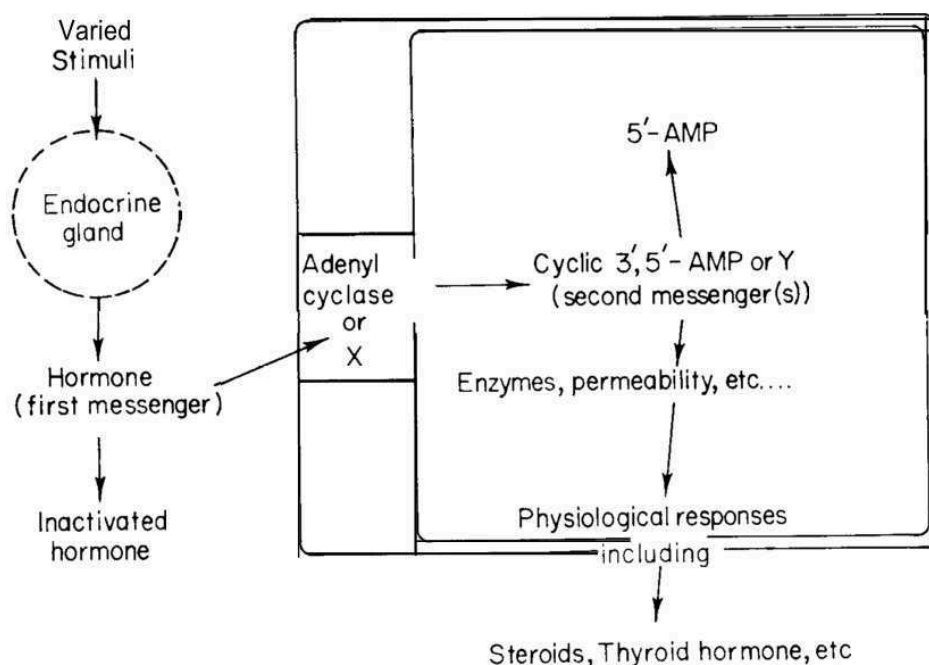 Varied
Stimuli
Endocrine
gland
Hormone
(first messenger)
Inactivated
hormone
Adenyl
cyclase
or
X
5′-AMP
Cyclic 3′,5′-AMP or Y
(second messenger(s))
Enzymes, permeability, etc....
Physiological responses
including
Steroids, Thyroid hormone, etc